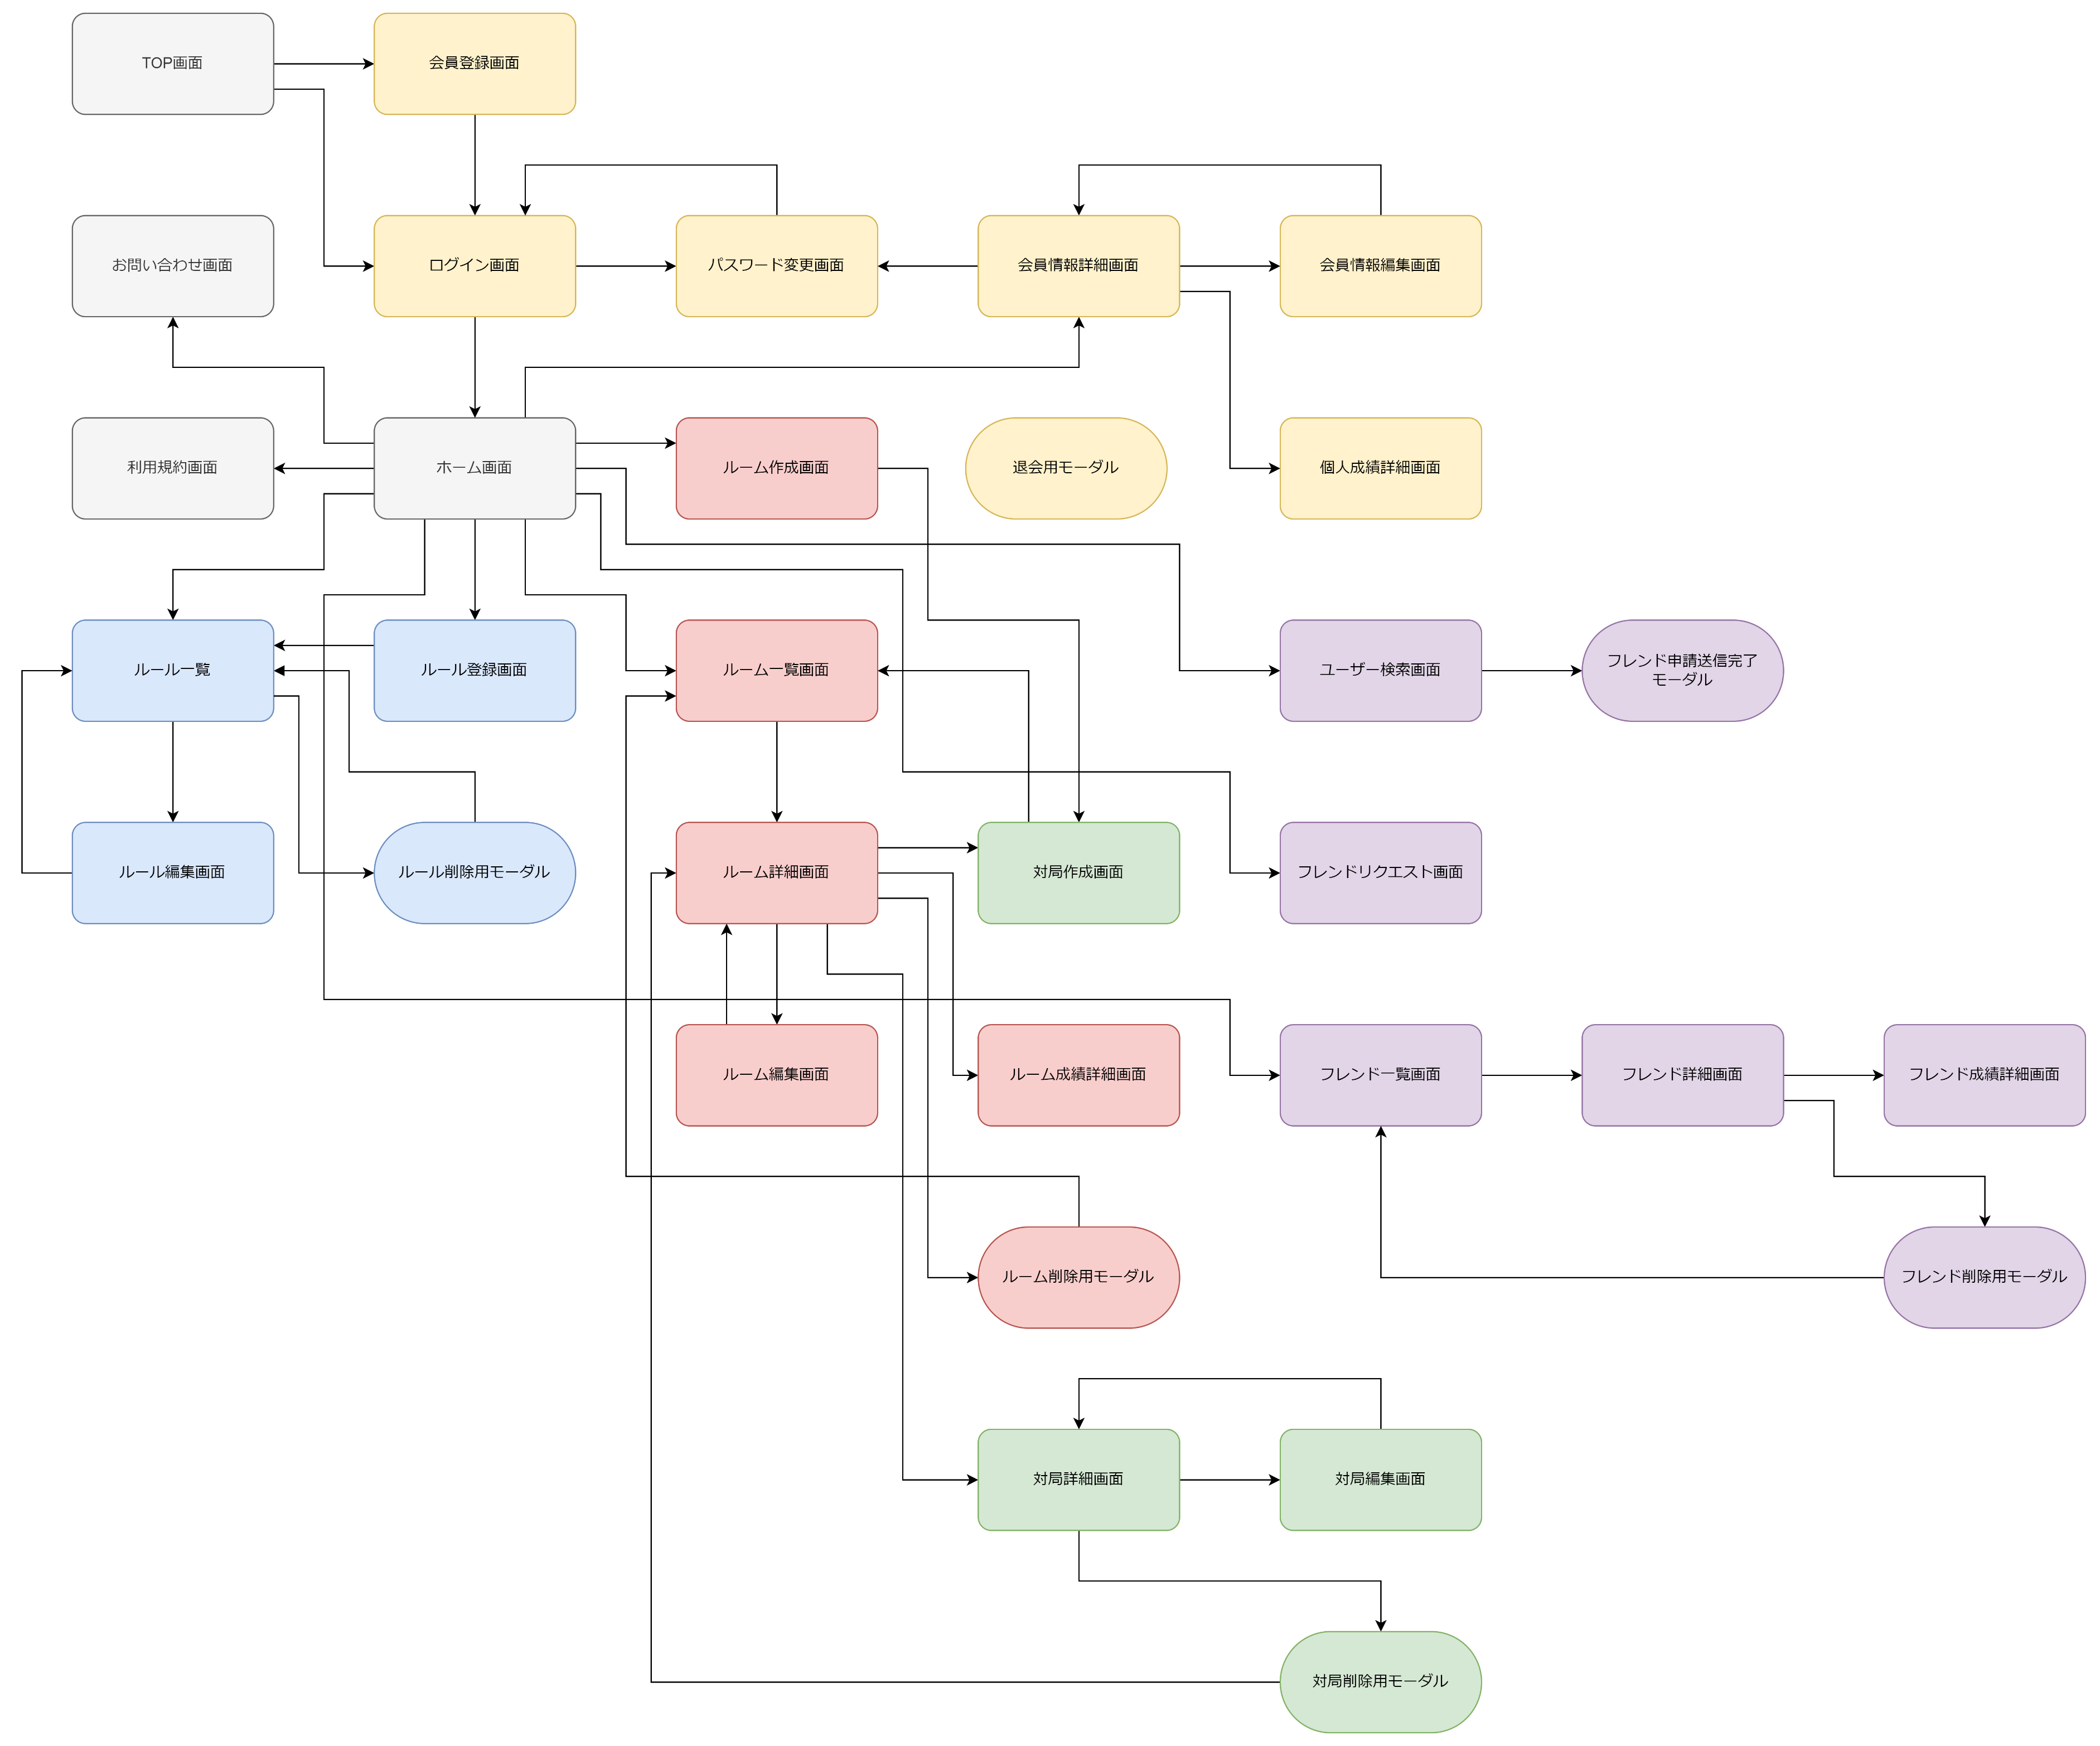 TOP画面
会員登録画面
お問い合わせ画面
ログイン画面
パスワード変更画面
会員情報詳細画面
会員情報編集画面
利用規約画面
ホーム画面
ルーム作成画面
退会用モーダル
個人成績詳細画面
ルール一覧
ルール登録画面
ルーム一覧画面
ユーザー検索画面
フレンド申請送信完了
モーダル
ルール編集画面
ルール削除用モーダル
ルーム詳細画面
対局作成画面
フレンドリクエスト画面
ルーム編集画面
ルーム成績詳細画面
フレンド一覧画面
フレンド詳細画面
フレンド成績詳細画面
ルーム削除用モーダル
フレンド削除用モーダル
対局詳細画面
対局編集画面
対局削除用モーダル